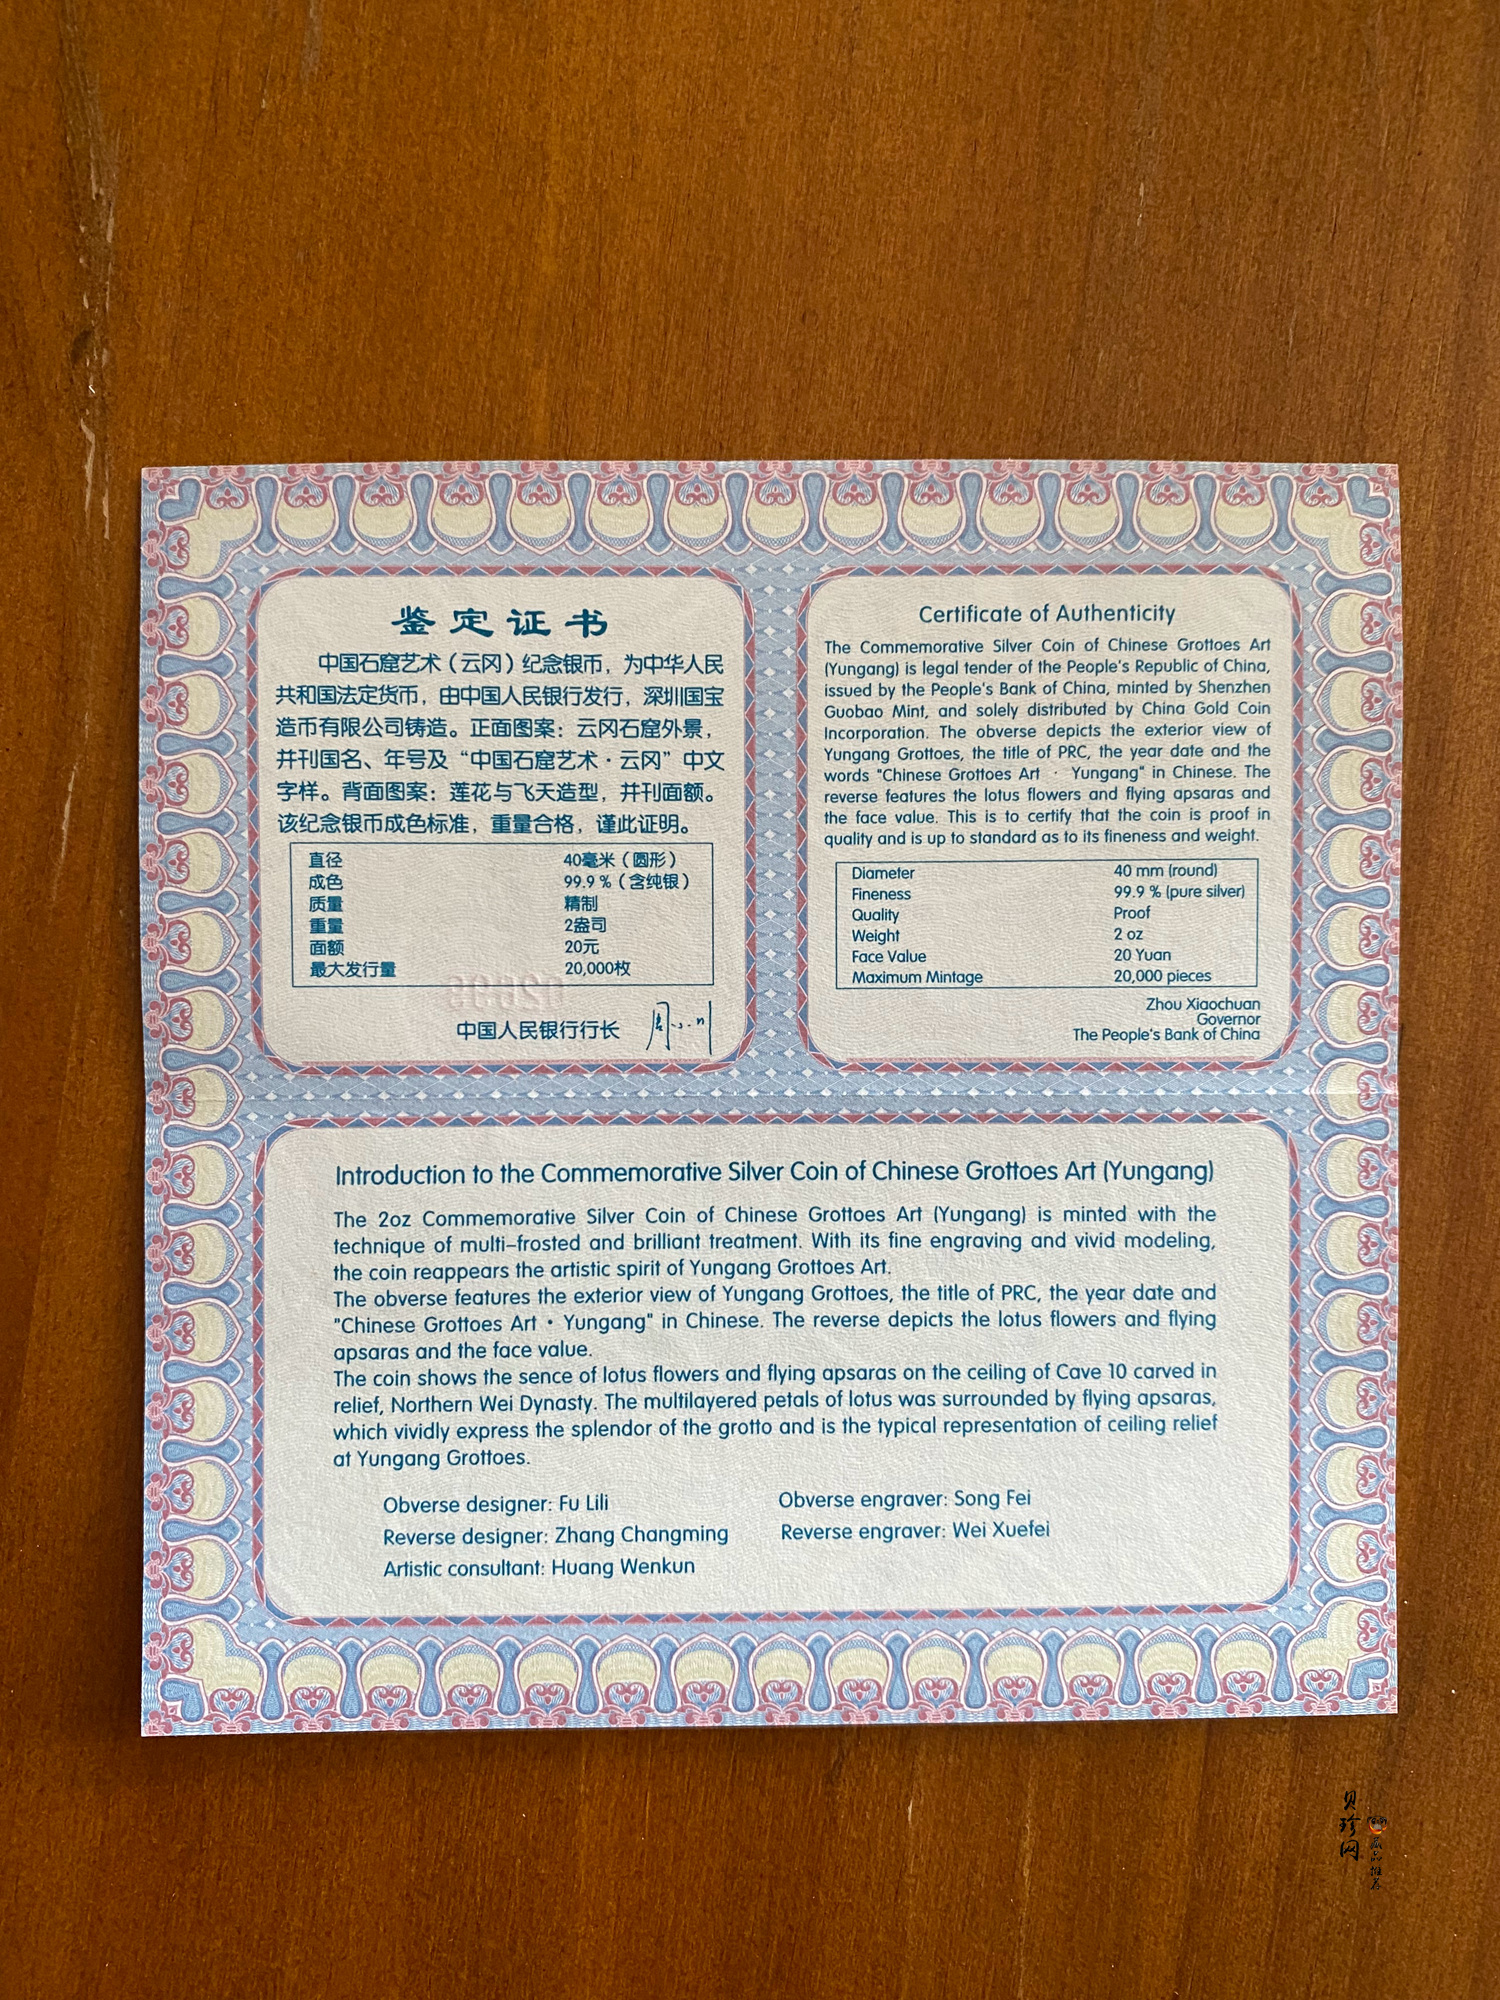 鉴定证书
中国石窟艺术（云冈）纪念银币，为中华人民
共和国法定货币，由中国人民银行发行，深圳国宝
造币有限公司铸造。正面图案：云冈石窟外景，
并刊国名、年号及“中国石窟艺术·云冈”中文
字样。背面图案：莲花与飞天造型，并刊面额。
该纪念银币成色标准，重量合格，谨此证明。
直径 40毫米（圆形）
成色 99.9％（含纯银）
质量 精制
重量 2盎司
面额 20元
最大发行量 20,000枚
中国人民银行行长 周小川
Certificate of Authenticity
The Commemorative Silver Coin of Chinese Grottoes Art
(Yungang) is legal tender of the People's Republic of China,
issued by the People's Bank of China, minted by Shenzhen
Guobao Mint, and solely distributed by China Gold Coin
Incorporation. The obverse depicts the exterior view of
Yungang Grottoes, the title of PRC, the year date and the
words "Chinese Grottoes Art · Yungang" in Chinese. The
reverse features the lotus flowers and flying apsaras and
the face value. This is to certify that the coin is proof in
quality and is up to standard as to its fineness and weight.
Diameter 40 mm (round)
Fineness 99.9 % (pure silver)
Quality Proof
Weight 2 oz
Face Value 20 Yuan
Maximum Mintage 20,000 pieces
Zhou Xiaochuan
Governor
The People's Bank of China
Introduction to the Commemorative Silver Coin of Chinese Grottoes Art (Yungang)
The 2oz Commemorative Silver Coin of Chinese Grottoes Art (Yungang) is minted with the
technique of multi-frosted and brilliant treatment. With its fine engraving and vivid modeling,
the coin reappears the artistic spirit of Yungang Grottoes Art.
The obverse features the exterior view of Yungang Grottoes, the title of PRC, the year date and
"Chinese Grottoes Art • Yungang" in Chinese. The reverse depicts the lotus flowers and flying
apsaras and the face value.
The coin shows the sence of lotus flowers and flying apsaras on the ceiling of Cave 10 carved in
relief, Northern Wei Dynasty. The multilayered petals of lotus was surrounded by flying apsaras,
which vividly express the splendor of the grotto and is the typical representation of ceiling relief
at Yungang Grottoes.
Obverse designer: Fu Lili
Obverse engraver: Song Fei
Reverse designer: Zhang Changming
Reverse engraver: Wei Xuefei
Artistic consultant: Huang Wenkun
贝珍网
藏品推荐